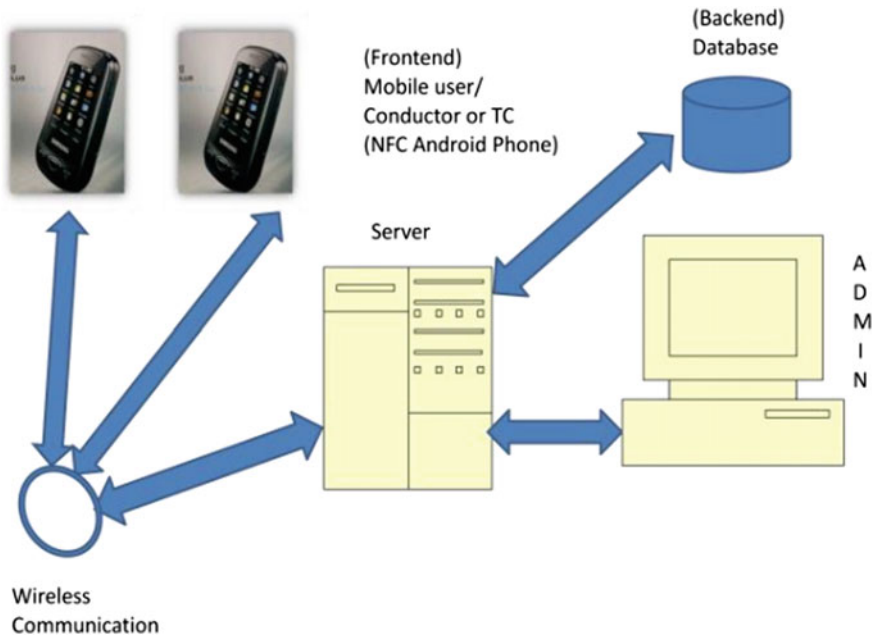 (Backend)
Database
(Frontend)
Mobile user/
Conductor or TC
(NFC Android Phone)
Server
A
D
M
I
N
Wireless
Communication